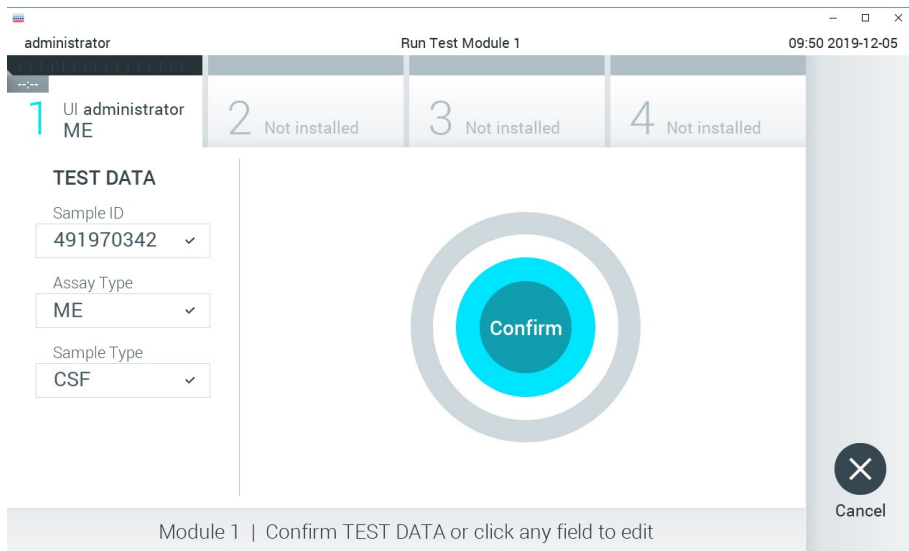 administrator
Run Test Module 1
09:50 2019-12-05
--:--
1 UI administrator
ME
2 Not installed
3 Not installed
4 Not installed
TEST DATA
Sample ID
491970342
Assay Type
ME
Sample Type
CSF
Confirm
Cancel
Module 1 | Confirm TEST DATA or click any field to edit